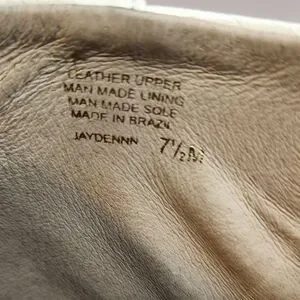 LEATHER UPPER
MAN MADE LINING
MAN MADE SOLE
MADE IN BRAZIL
JAYDENNN 7½M